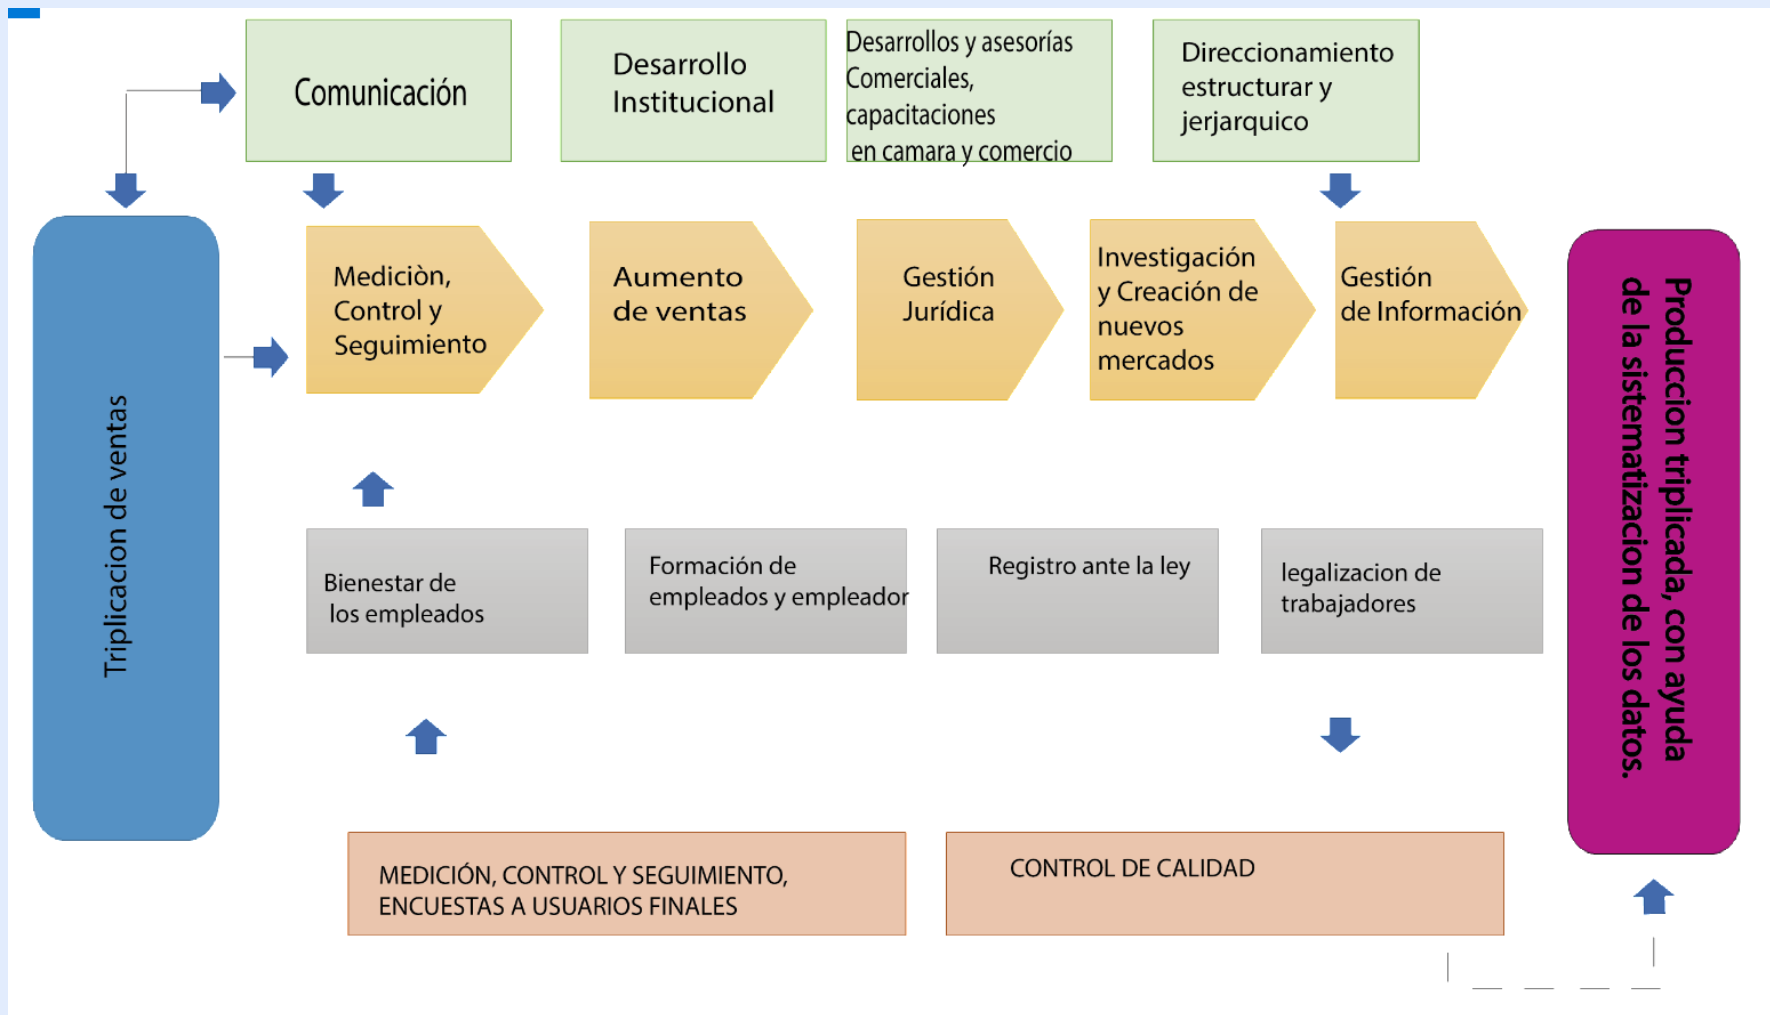 Comunicación
Desarrollo
Institucional
Desarrollos y asesorías
Comerciales,
capacitaciones
en camara y comercio
Direccionamiento
estructurar y
jerjarquico
Triplicacion de ventas
Mediciòn,
Control y
Seguimiento
Aumento
de ventas
Gestión
Jurídica
Investigación
y Creación de
nuevos
mercados
Gestión
de Información
Produccion triplicada, con ayuda
de la sistematizacion de los datos.
Bienestar de
los empleados
Formación de
empleados y empleador
Registro ante la ley
legalizacion de
trabajadores
MEDICIÓN, CONTROL Y SEGUIMIENTO,
ENCUESTAS A USUARIOS FINALES
CONTROL DE CALIDAD